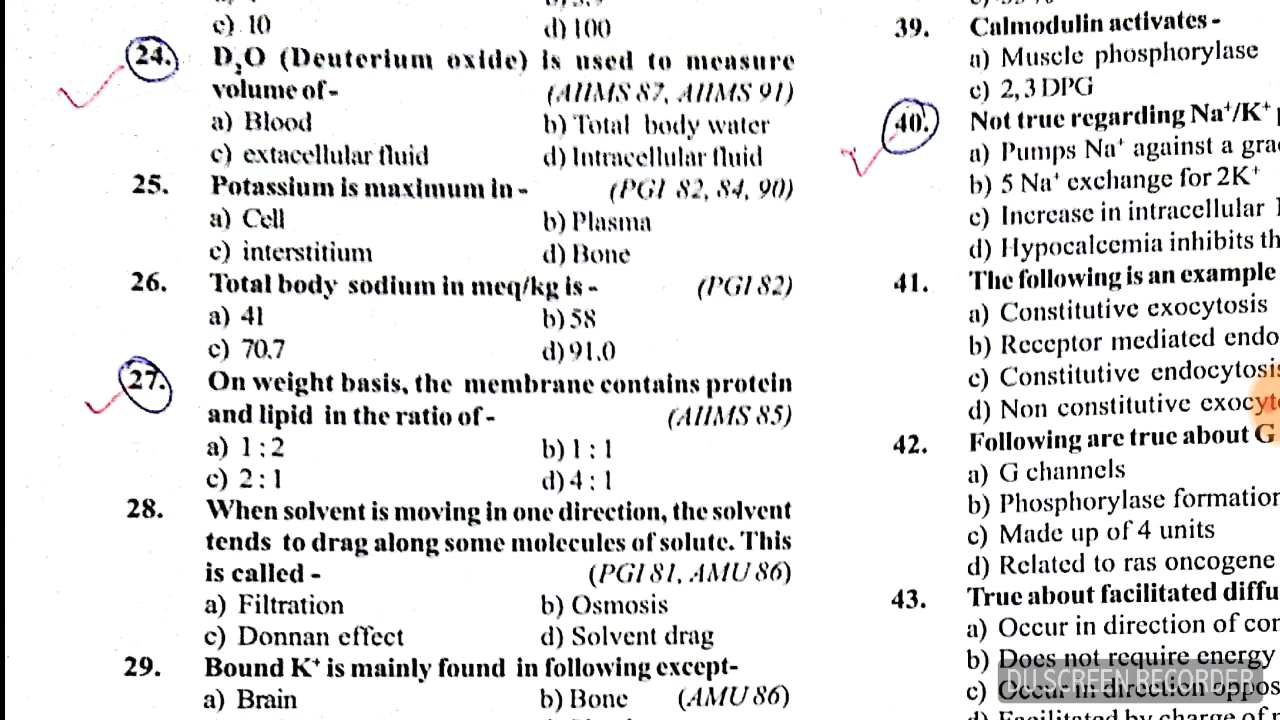 c) 10 d) 100
24. D₂O (Deuterium oxide) is used to measure
volume of- (AIIMS 87, AIIMS 91)
a) Blood b) Total body water
c) extacellular fluid d) Intracellular fluid
25. Potassium is maximum in - (PGI 82, 84, 90)
a) Cell b) Plasma
c) interstitium d) Bone
26. Total body sodium in meq/kg is - (PGI 82)
a) 41 b) 58
c) 70.7 d) 91.0
27. On weight basis, the membrane contains protein
and lipid in the ratio of - (AIIMS 85)
a) 1 : 2 b) 1 : 1
c) 2 : 1 d) 4 : 1
28. When solvent is moving in one direction, the solvent
tends to drag along some molecules of solute. This
is called - (PGI 81, AMU 86)
a) Filtration b) Osmosis
c) Donnan effect d) Solvent drag
29. Bound K⁺ is mainly found in following except-
a) Brain b) Bone (AMU 86)
39. Calmodulin activates -
a) Muscle phosphorylase
c) 2, 3 DPG
40. Not true regarding Na⁺/K⁺
a) Pumps Na⁺ against a
b) 5 Na⁺ exchange for 2K⁺
c) Increase in intracellular
d) Hypocalcemia inhibits
41. The following is an example
a) Constitutive exocytosis
b) Receptor mediated
c) Constitutive endocytosis
d) Non constitutive
42. Following are true about G
a) G channels
b) Phosphorylase formation
c) Made up of 4 units
d) Related to ras oncogene
43. True about facilitated
a) Occur in direction of
b) Does not require energy
c) Occur in direction
DU SCREEN RECORDER